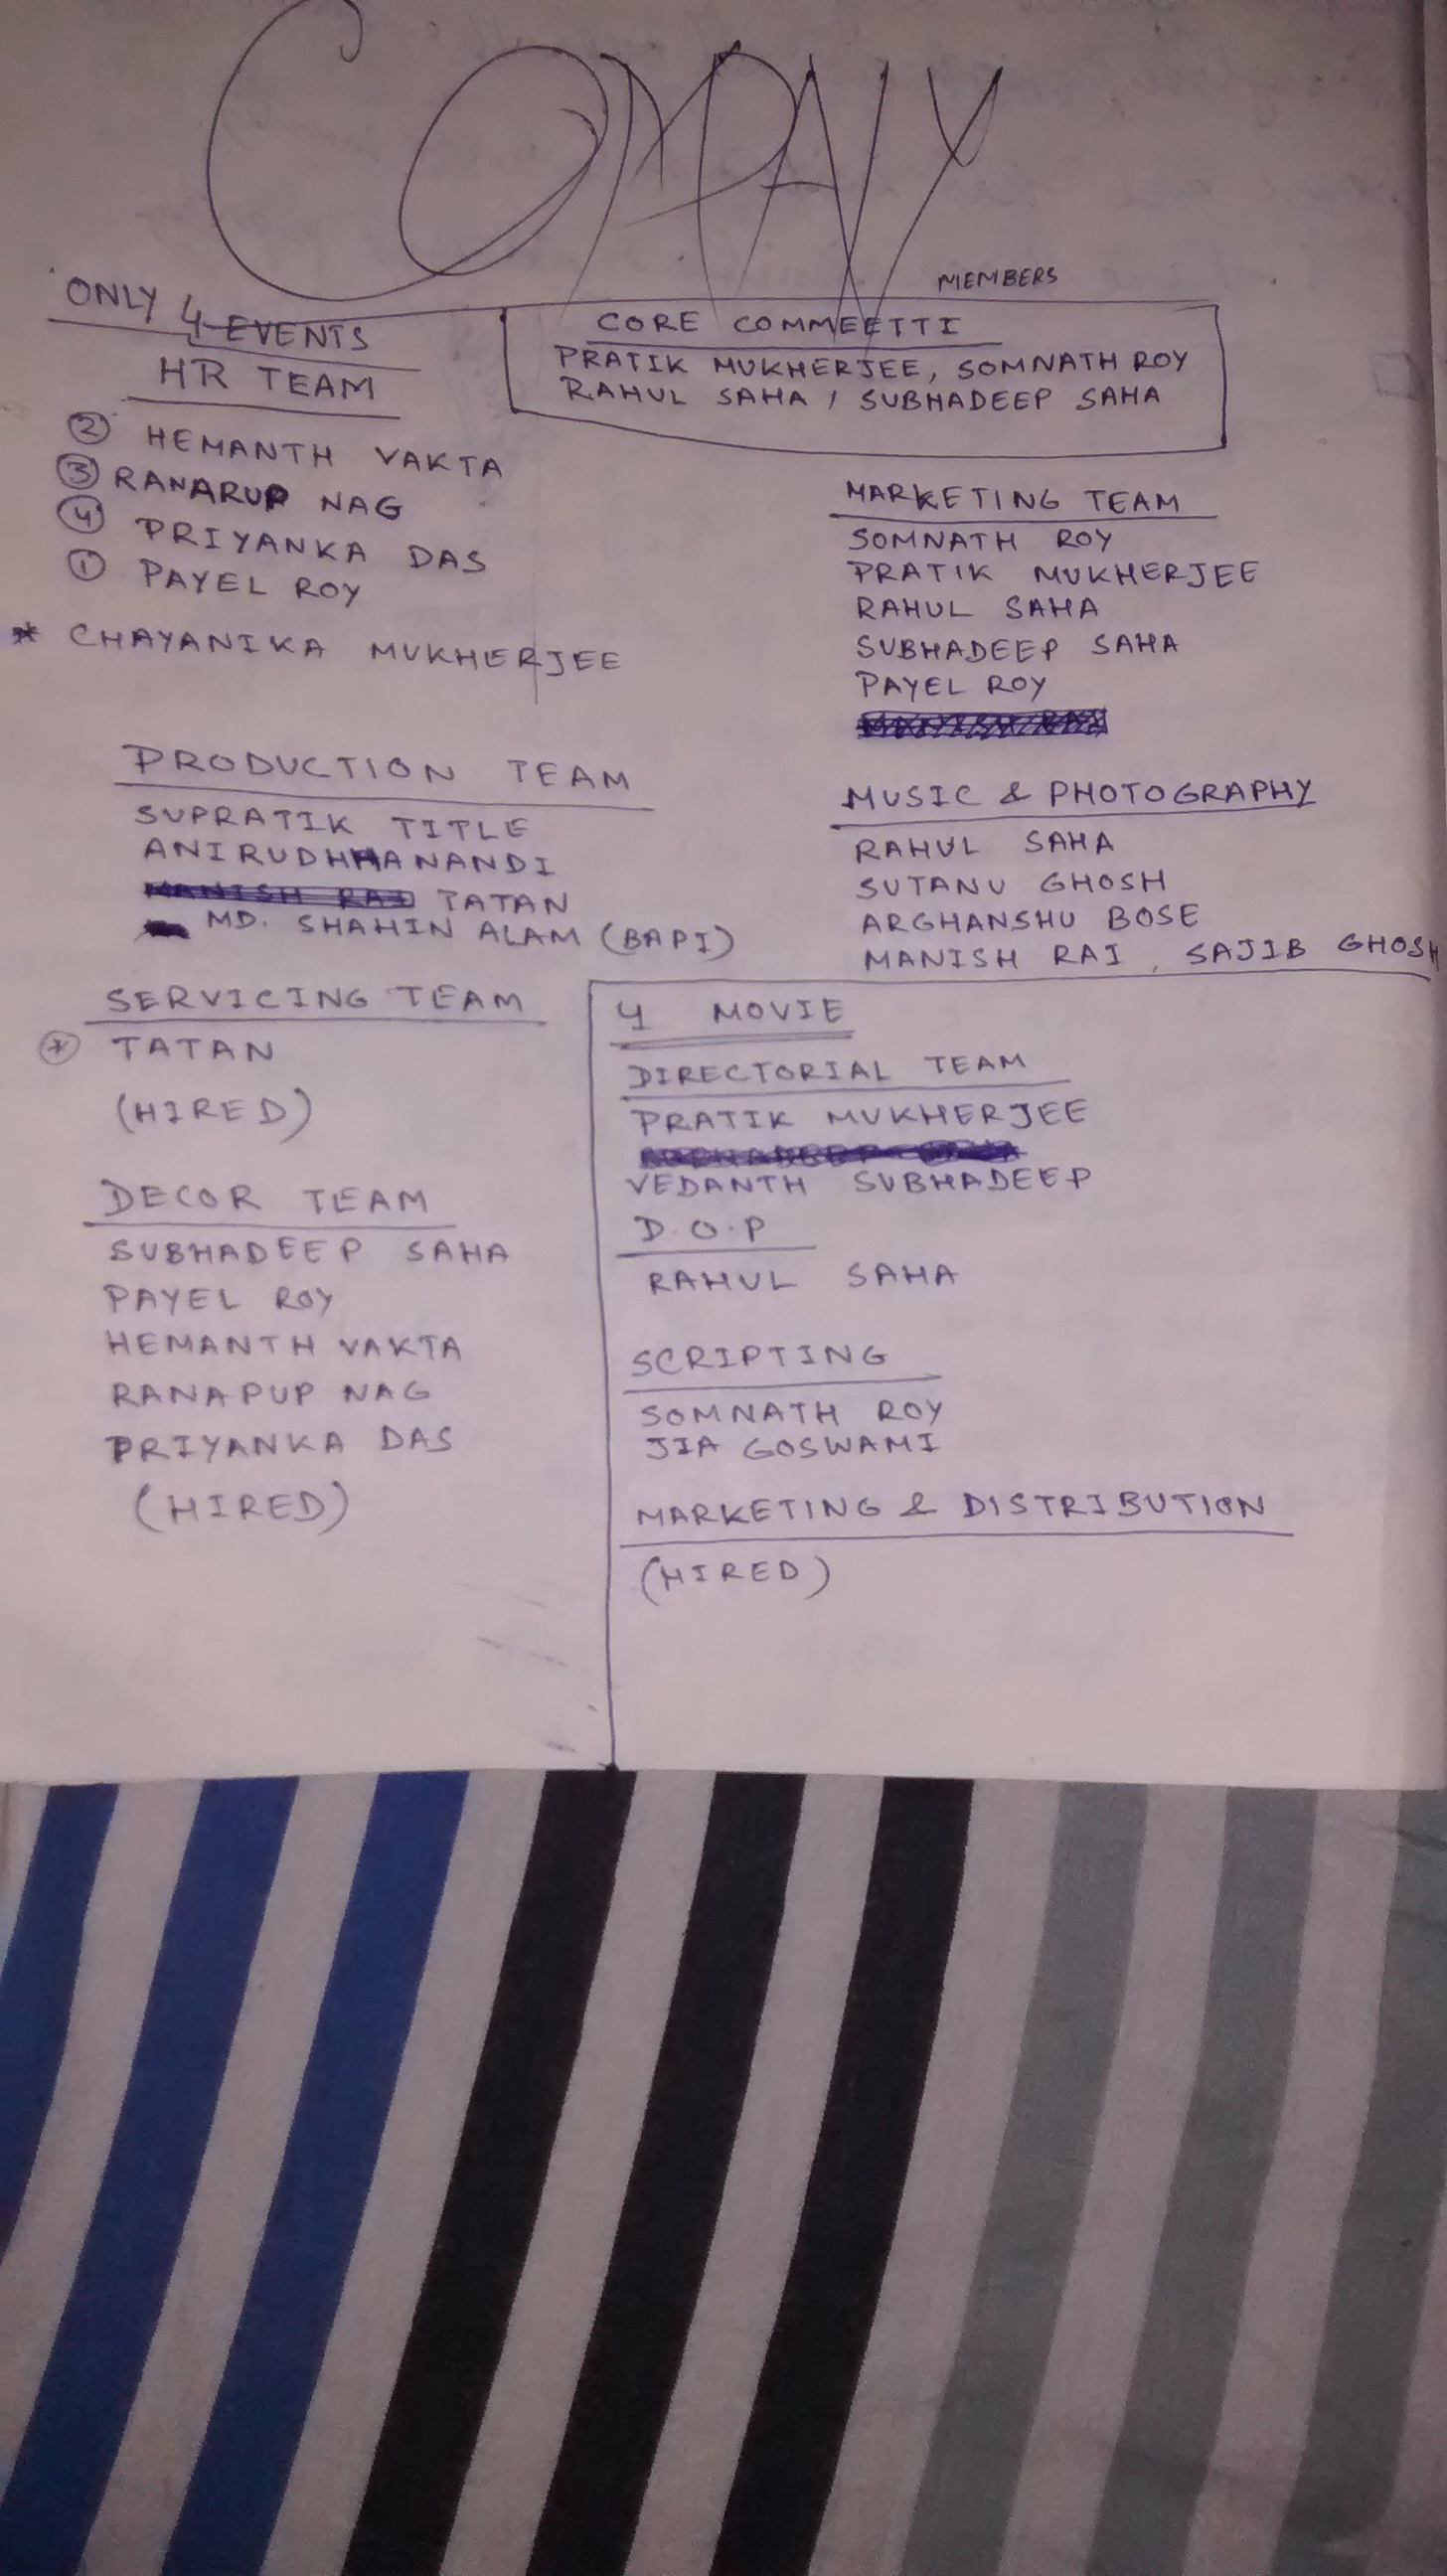 COMPANY
MEMBERS
ONLY 4 EVENTS
CORE COMMEETTI
PRATIK MUKHERJEE, SOMNATH ROY
RAHUL SAHA, SUBHADEEP SAHA
HR TEAM
② HEMANTH VAKTA
③ RANARUP NAG
④ PRIYANKA DAS
① PAYEL ROY
* CHAYANIKA MUKHERJEE
MARKETING TEAM
SOMNATH ROY
PRATIK MUKHERJEE
RAHUL SAHA
SUBHADEEP SAHA
PAYEL ROY
PRODUCTION TEAM
SUPRATIK TITLE
ANIRUDHHA NANDI
MANISH RAI TATAN
MD. SHAHIN ALAM (BAPI)
MUSIC & PHOTOGRAPHY
RAHUL SAHA
SUTANU GHOSH
ARGHANSHU BOSE
MANISH RAI, SAJIB GHOSH
SERVICING TEAM
* TATAN
(HIRED)
DECOR TEAM
SUBHADEEP SAHA
PAYEL ROY
HEMANTH VAKTA
RANAPUP NAG
PRIYANKA DAS
(HIRED)
4 MOVIE
DIRECTORIAL TEAM
PRATIK MUKHERJEE
VEDANTH SUBHADEEP
D.O.P
RAHUL SAHA
SCRIPTING
SOMNATH ROY
JIA GOSWAMI
MARKETING & DISTRIBUTION
(HIRED)